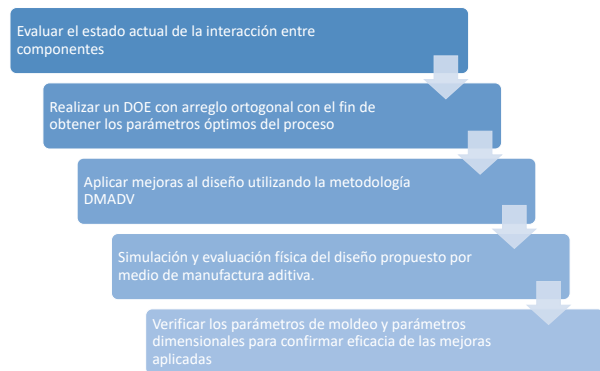 Evaluar el estado actual de la interacción entre
componentes
Realizar un DOE con arreglo ortogonal con el fin de
obtener los parámetros óptimos del proceso
Aplicar mejoras al diseño utilizando la metodología
DMADV
Simulación y evaluación física del diseño propuesto por
medio de manufactura aditiva.
Verificar los parámetros de moldeo y parámetros
dimensionales para confirmar eficacia de las mejoras
aplicadas